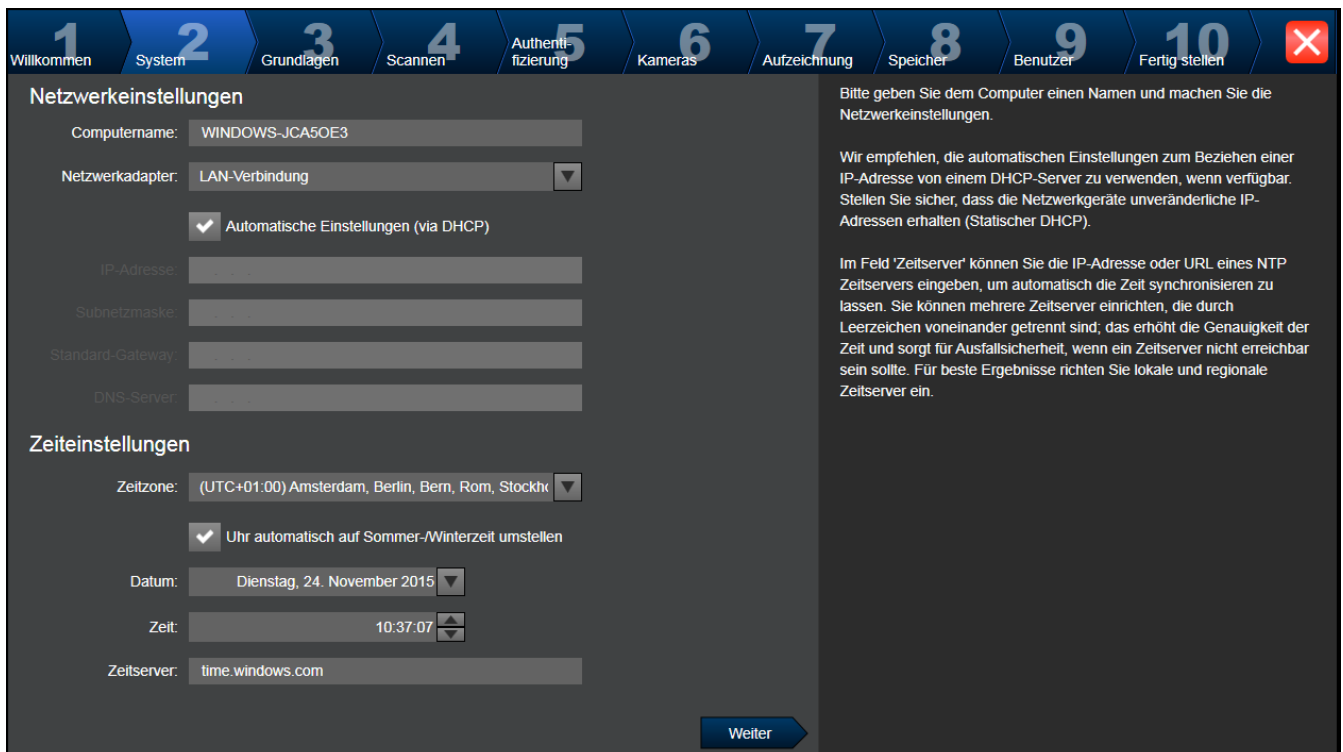 1
Willkommen
2
System
3
Grundlagen
4
Scannen
5
Authenti-
fizierung
6
Kameras
7
Aufzeichnung
8
Speicher
9
Benutzer
10
Fertig stellen
Netzwerkeinstellungen
Computername: WINDOWS-JCA5OE3
Netzwerkadapter: LAN-Verbindung
Automatische Einstellungen (via DHCP)
IP-Adresse: . . .
Subnetzmaske: . . .
Standard-Gateway: . . .
DNS-Server: . . .
Zeiteinstellungen
Zeitzone: (UTC+01:00) Amsterdam, Berlin, Bern, Rom, Stockho
Uhr automatisch auf Sommer-/Winterzeit umstellen
Datum: Dienstag, 24. November 2015
Zeit: 10:37:07
Zeitserver: time.windows.com
Weiter
Bitte geben Sie dem Computer einen Namen und machen Sie die
Netzwerkeinstellungen.
Wir empfehlen, die automatischen Einstellungen zum Beziehen einer
IP-Adresse von einem DHCP-Server zu verwenden, wenn verfügbar.
Stellen Sie sicher, dass die Netzwerkgeräte unveränderliche IP-
Adressen erhalten (Statischer DHCP).
Im Feld 'Zeitserver' können Sie die IP-Adresse oder URL eines NTP
Zeitservers eingeben, um automatisch die Zeit synchronisieren zu
lassen. Sie können mehrere Zeitserver einrichten, die durch
Leerzeichen voneinander getrennt sind; das erhöht die Genauigkeit der
Zeit und sorgt für Ausfallsicherheit, wenn ein Zeitserver nicht erreichbar
sein sollte. Für beste Ergebnisse richten Sie lokale und regionale
Zeitserver ein.